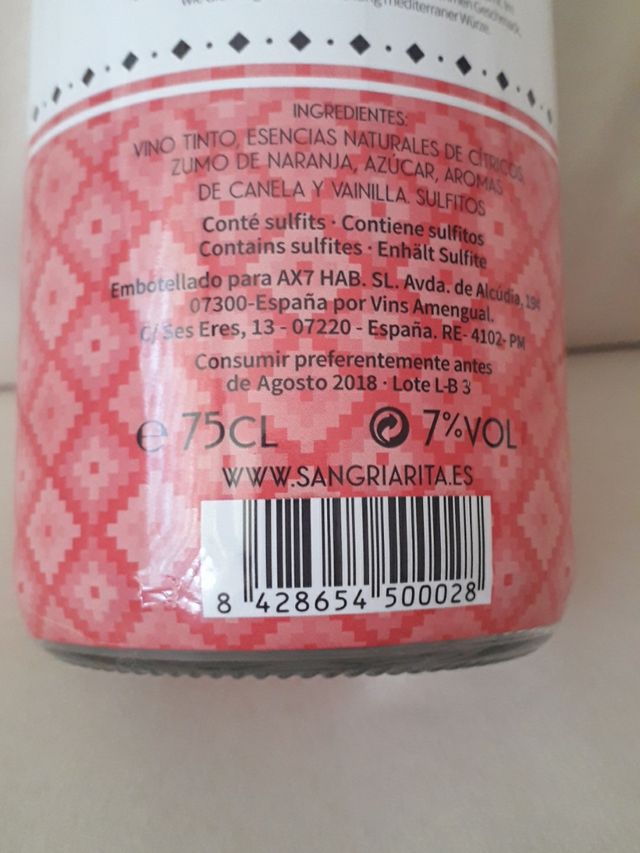 mediterraner Würze.
INGREDIENTES:
VINO TINTO, ESENCIAS NATURALES DE CÍTRICOS,
ZUMO DE NARANJA, AZÚCAR, AROMAS
DE CANELA Y VAINILLA. SULFITOS
Conté sulfits · Contiene sulfitos
Contains sulfites · Enhält Sulfite
Embotellado para AX7 HAB. SL. Avda. de Alcúdia,
07300-España por Vins Amengual.
C/ Ses Eres, 13 - 07220 - España. RE- 4102- PM
Consumir preferentemente antes
de Agosto 2018 · Lote L-B 3
e 75CL 7%VOL
WWW.SANGRIARITA.ES
8 428654 500028